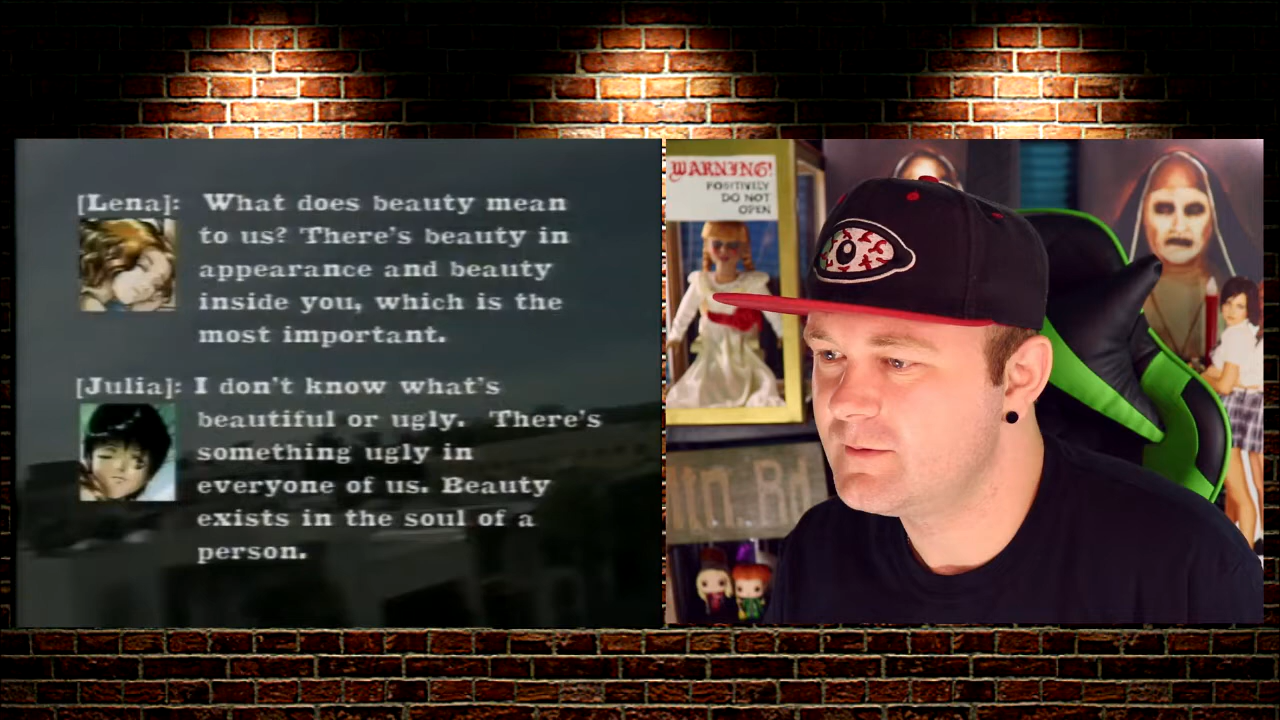 [Lena]: What does beauty mean
to us? There's beauty in
appearance and beauty
inside you, which is the
most important.
[Julia]: I don't know what's
beautiful or ugly. There's
something ugly in
everyone of us. Beauty
exists in the soul of a
person.
WARNING!
POSITIVELY
DO NOT
OPEN
Rd